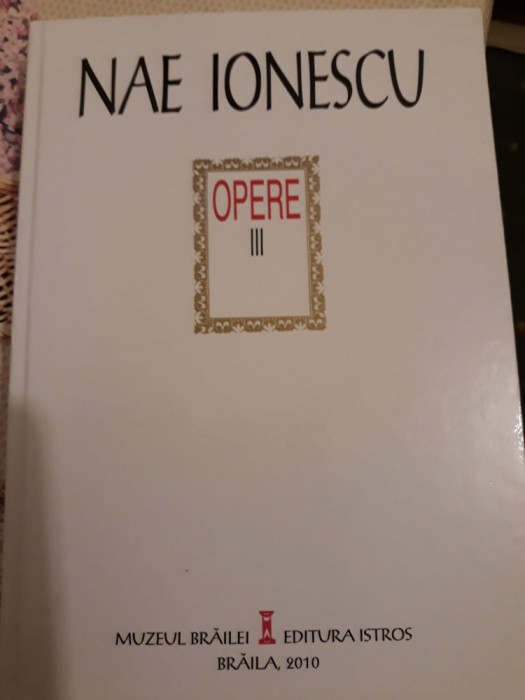 NAE IONESCU
OPERE
III
MUZEUL BRĂILEI EDITURA ISTROS
BRĂILA, 2010